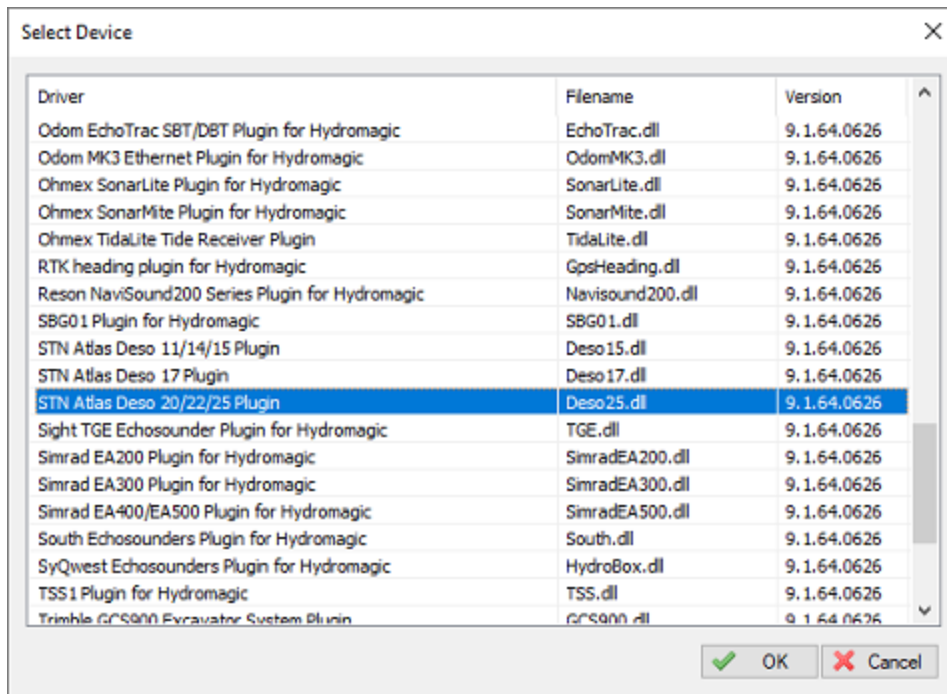 Select Device
Driver Filename Version
Odom EchoTrac SBT/DBT Plugin for Hydromagic EchoTrac.dll 9.1.64.0626
Odom MK3 Ethernet Plugin for Hydromagic OdomMK3.dll 9.1.64.0626
Ohmex SonarLite Plugin for Hydromagic SonarLite.dll 9.1.64.0626
Ohmex SonarMite Plugin for Hydromagic SonarMite.dll 9.1.64.0626
Ohmex TidaLite Tide Receiver Plugin TidaLite.dll 9.1.64.0626
RTK heading plugin for Hydromagic GpsHeading.dll 9.1.64.0626
Reson NaviSound200 Series Plugin for Hydromagic Navisound200.dll 9.1.64.0626
SBG01 Plugin for Hydromagic SBG01.dll 9.1.64.0626
STN Atlas Deso 11/14/15 Plugin Deso15.dll 9.1.64.0626
STN Atlas Deso 17 Plugin Deso17.dll 9.1.64.0626
STN Atlas Deso 20/22/25 Plugin Deso25.dll 9.1.64.0626
Sight TGE Echosounder Plugin for Hydromagic TGE.dll 9.1.64.0626
Simrad EA200 Plugin for Hydromagic SimradEA200.dll 9.1.64.0626
Simrad EA300 Plugin for Hydromagic SimradEA300.dll 9.1.64.0626
Simrad EA400/EA500 Plugin for Hydromagic SimradEA500.dll 9.1.64.0626
South Echosounders Plugin for Hydromagic South.dll 9.1.64.0626
SyQwest Echosounders Plugin for Hydromagic HydroBox.dll 9.1.64.0626
TSS1 Plugin for Hydromagic TSS.dll 9.1.64.0626
Trimble GCS900 Excavator System Plugin GCS900.dll 9.1.64.0626
OK Cancel